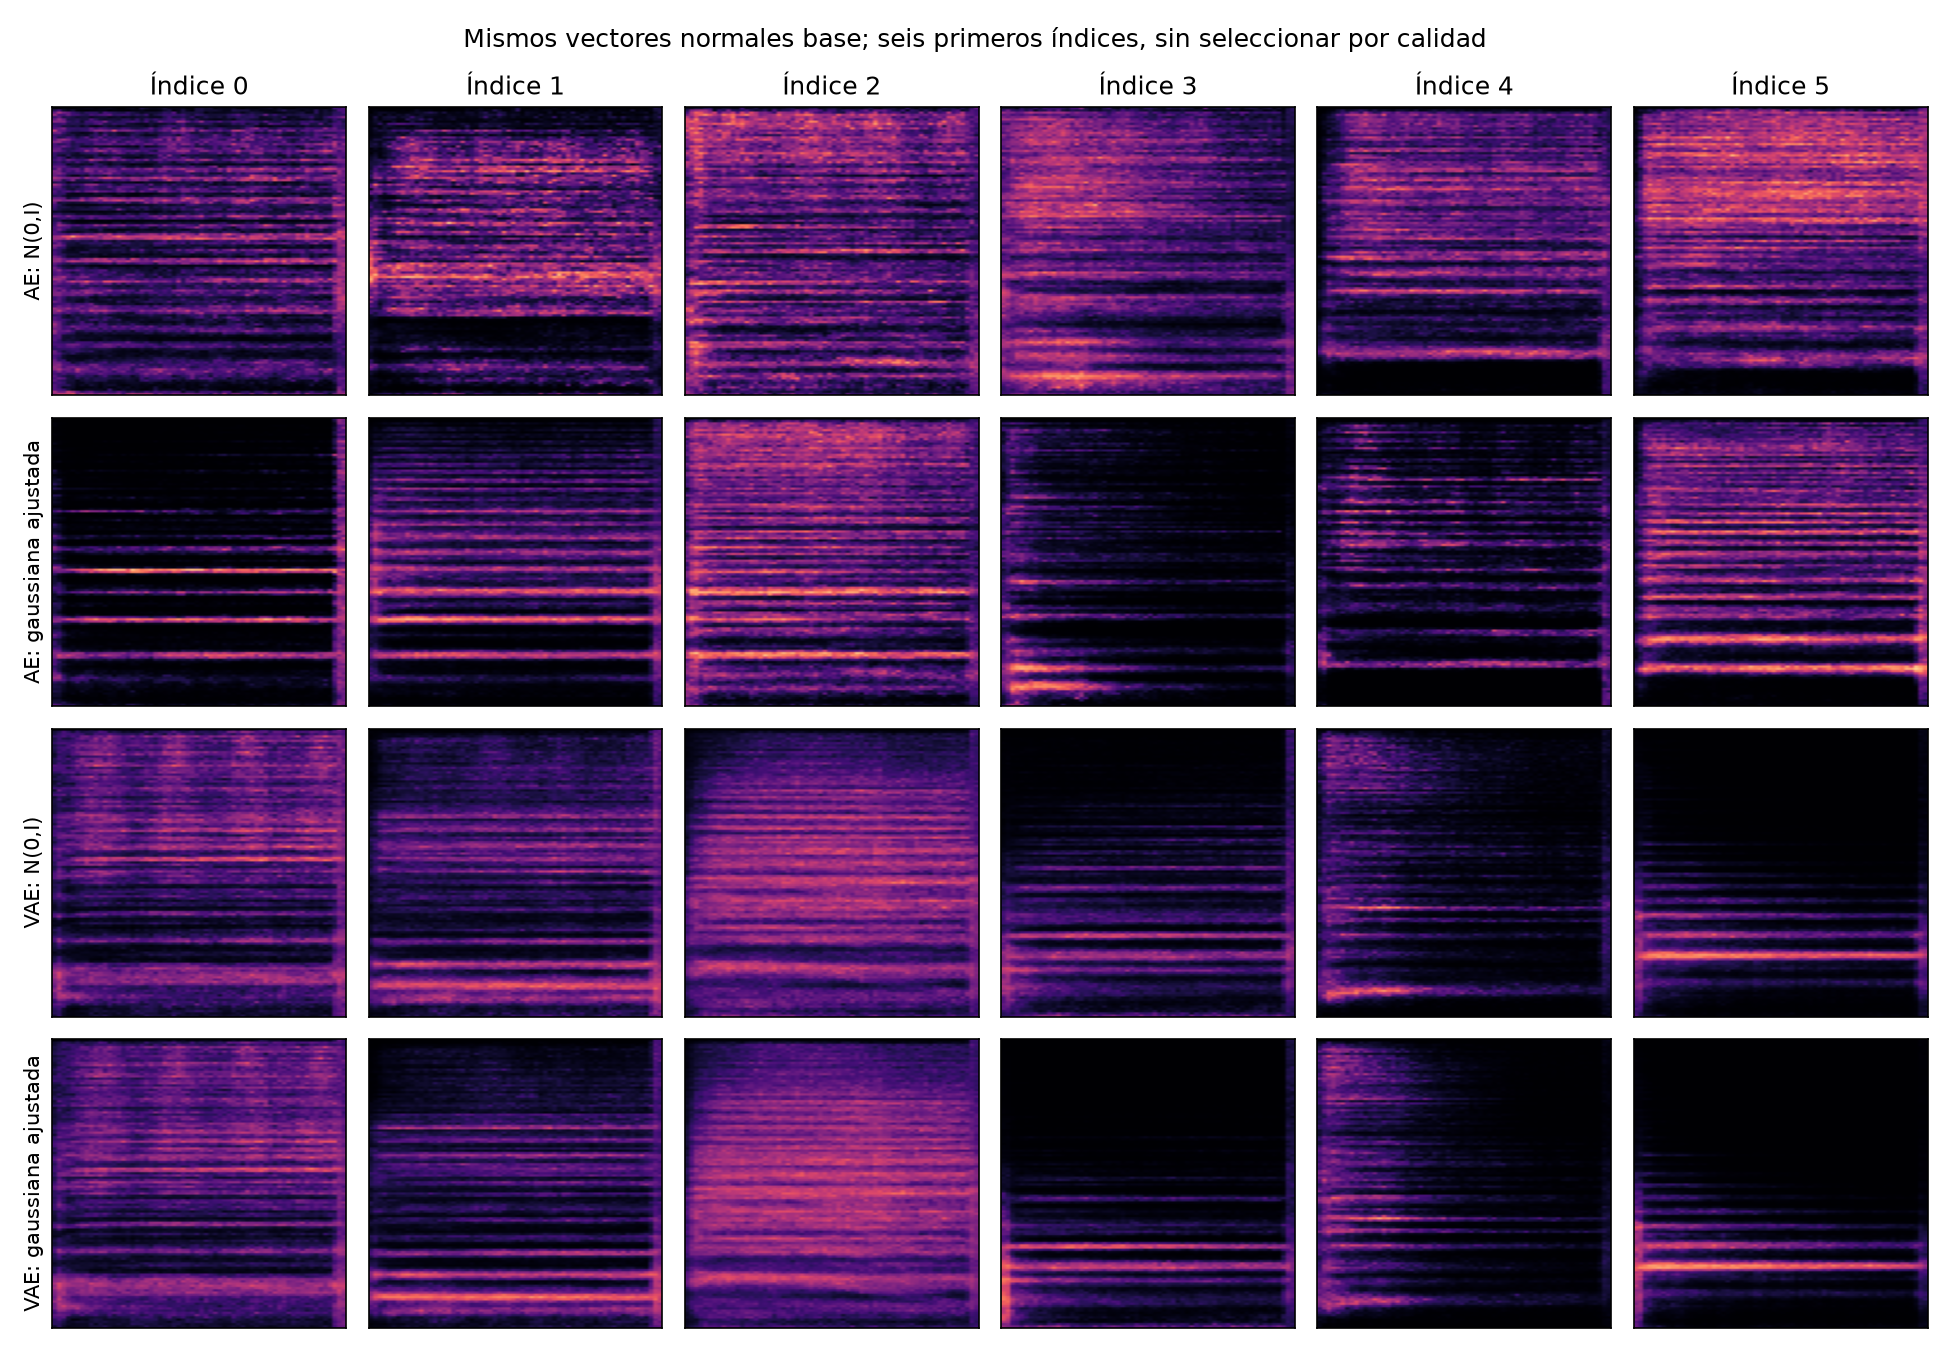 Mismos vectores normales base; seis primeros índices, sin seleccionar por calidad
Índice 0
Índice 1
Índice 2
Índice 3
Índice 4
Índice 5
AE: N(0,I)
AE: gaussiana ajustada
VAE: N(0,I)
VAE: gaussiana ajustada